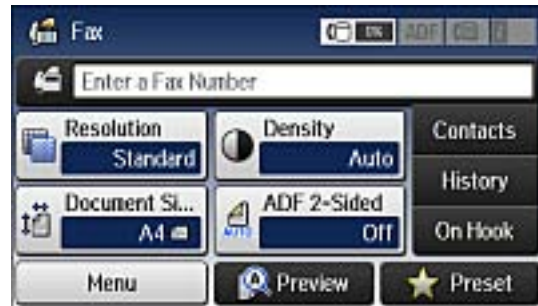 Fax
ADF
Enter a Fax Number
Resolution
Standard
Density
Auto
Contacts
History
Document Si...
A4
ADF 2-Sided
AUTO
Off
On Hook
Menu
Preview
Preset